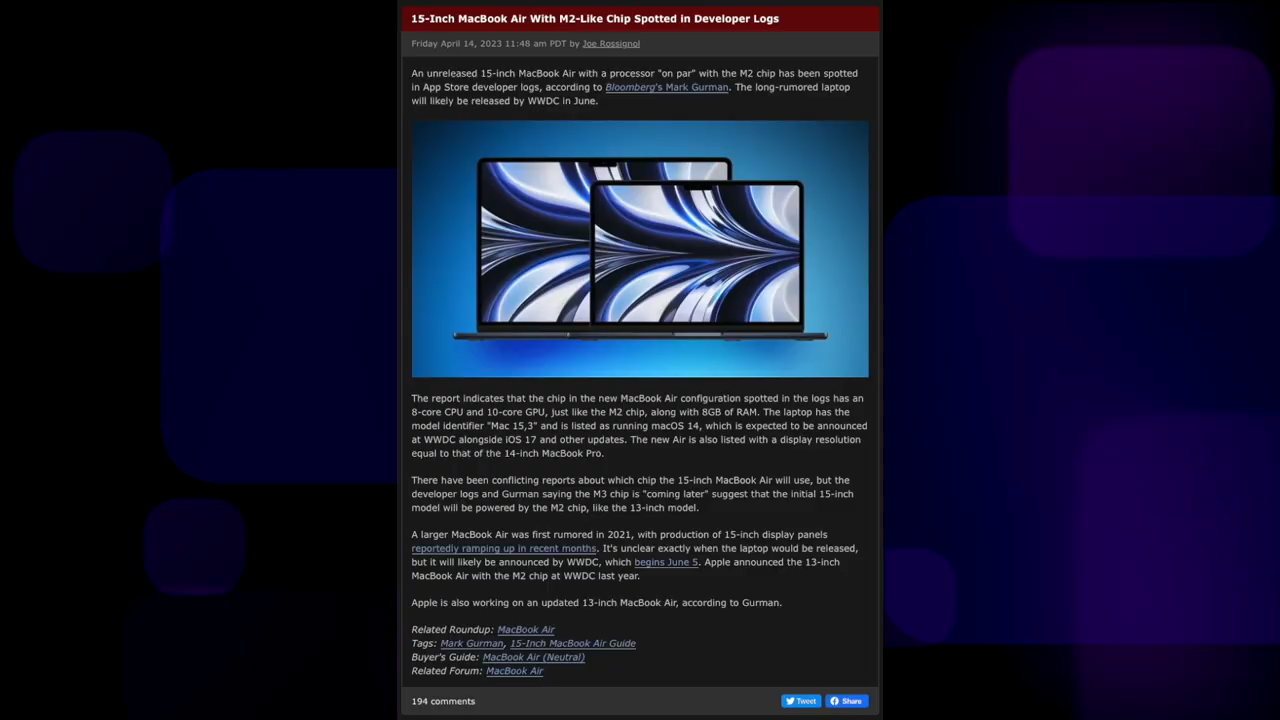 15-Inch MacBook Air With M2-Like Chip Spotted in Developer Logs
Friday April 14, 2023 11:48 am PDT by Joe Rossignol
An unreleased 15-inch MacBook Air with a processor "on par" with the M2 chip has been spotted
in App Store developer logs, according to Bloomberg's Mark Gurman. The long-rumored laptop
will likely be released by WWDC in June.
The report indicates that the chip in the new MacBook Air configuration spotted in the logs has an
8-core CPU and 10-core GPU, just like the M2 chip, along with 8GB of RAM. The laptop has the
model identifier "Mac 15,3" and is listed as running macOS 14, which is expected to be announced
at WWDC alongside iOS 17 and other updates. The new Air is also listed with a display resolution
equal to that of the 14-inch MacBook Pro.
There have been conflicting reports about which chip the 15-inch MacBook Air will use, but the
developer logs and Gurman saying the M3 chip is "coming later" suggest that the initial 15-inch
model will be powered by the M2 chip, like the 13-inch model.
A larger MacBook Air was first rumored in 2021, with production of 15-inch display panels
reportedly ramping up in recent months. It's unclear exactly when the laptop would be released,
but it will likely be announced by WWDC, which begins June 5. Apple announced the 13-inch
MacBook Air with the M2 chip at WWDC last year.
Apple is also working on an updated 13-inch MacBook Air, according to Gurman.
Related Roundup: MacBook Air
Tags: Mark Gurman, 15-Inch MacBook Air Guide
Buyer's Guide: MacBook Air (Neutral)
Related Forum: MacBook Air
194 comments
Tweet
Share